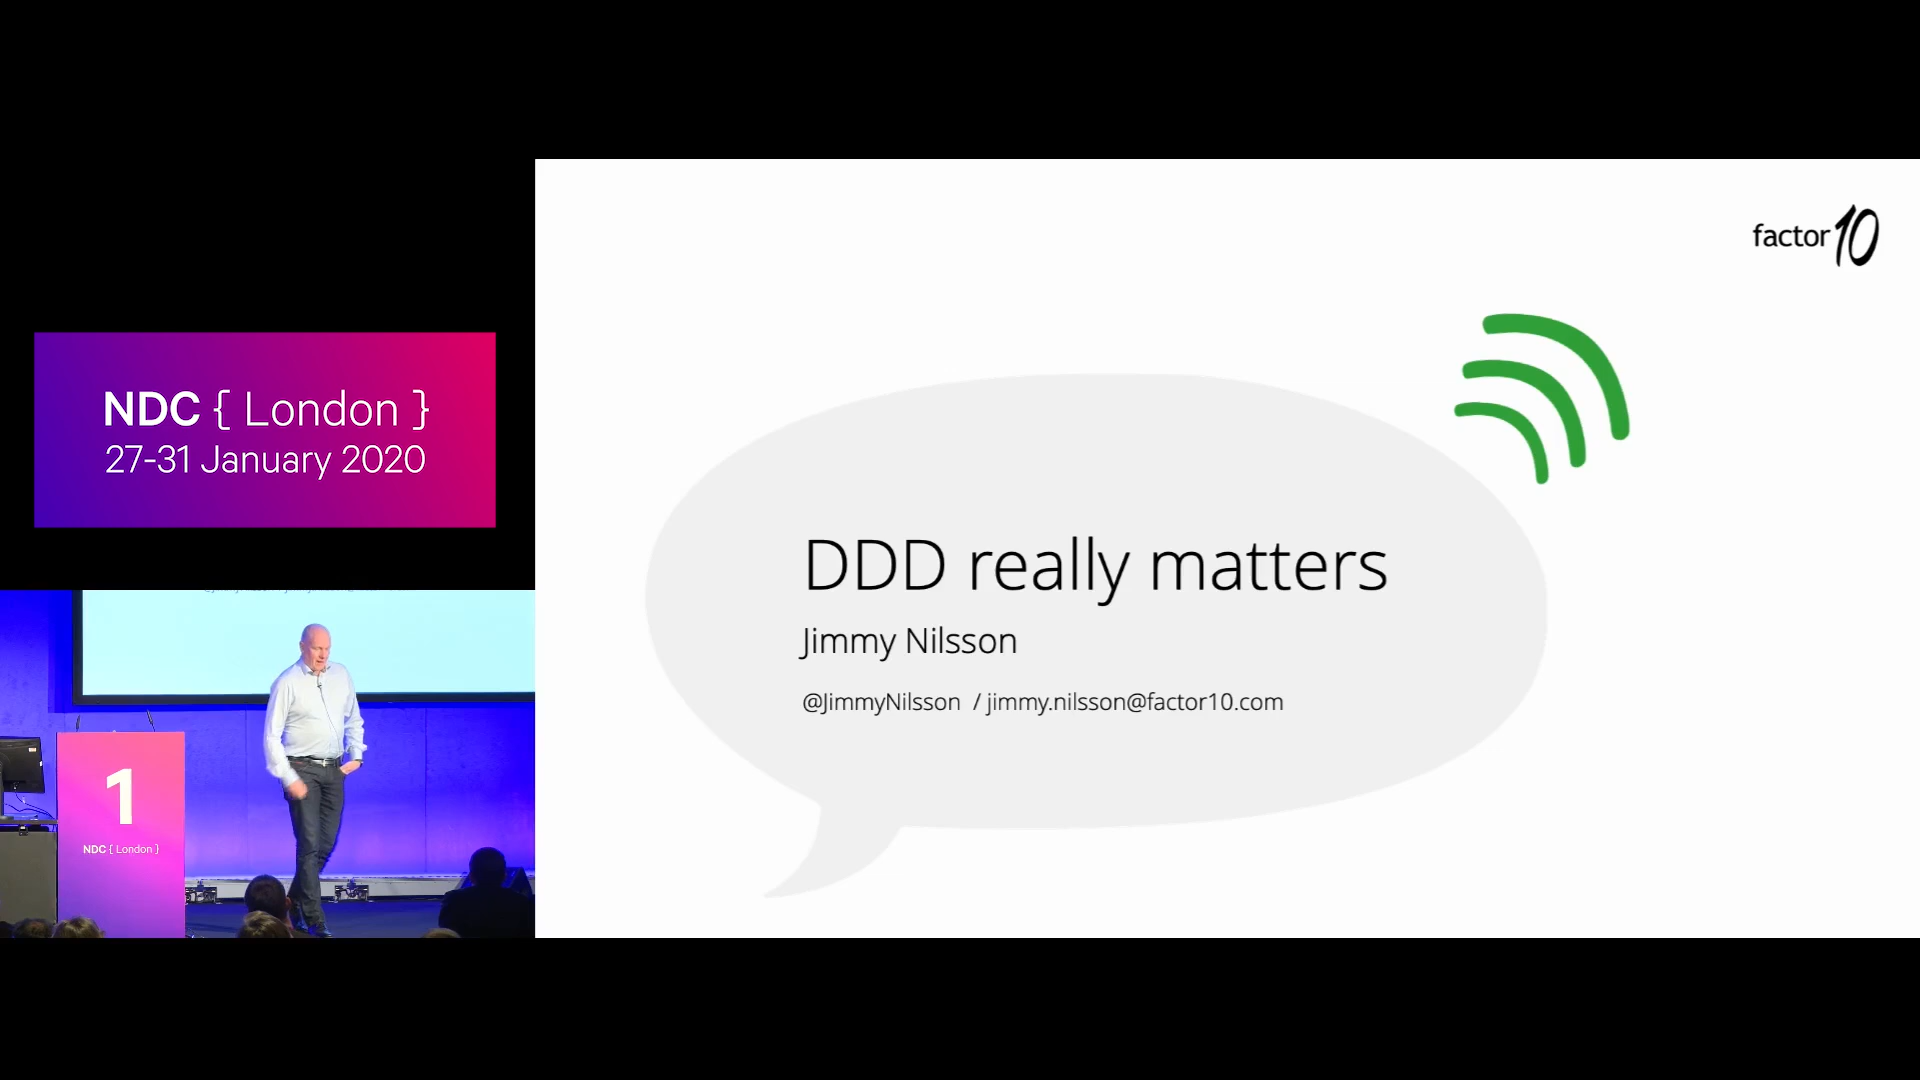 NDC { London }
27-31 January 2020
factor10
DDD really matters
Jimmy Nilsson
@JimmyNilsson / jimmy.nilsson@factor10.com
1
NDC { London }